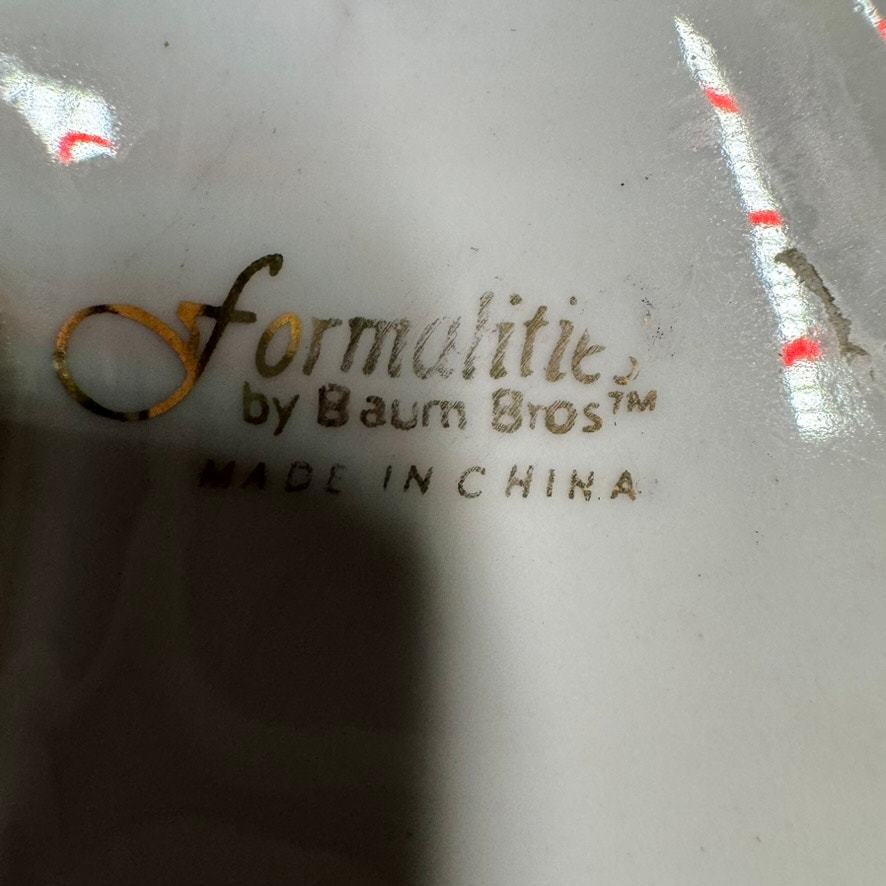 formalities
by Baum Bros™
MADE IN CHINA